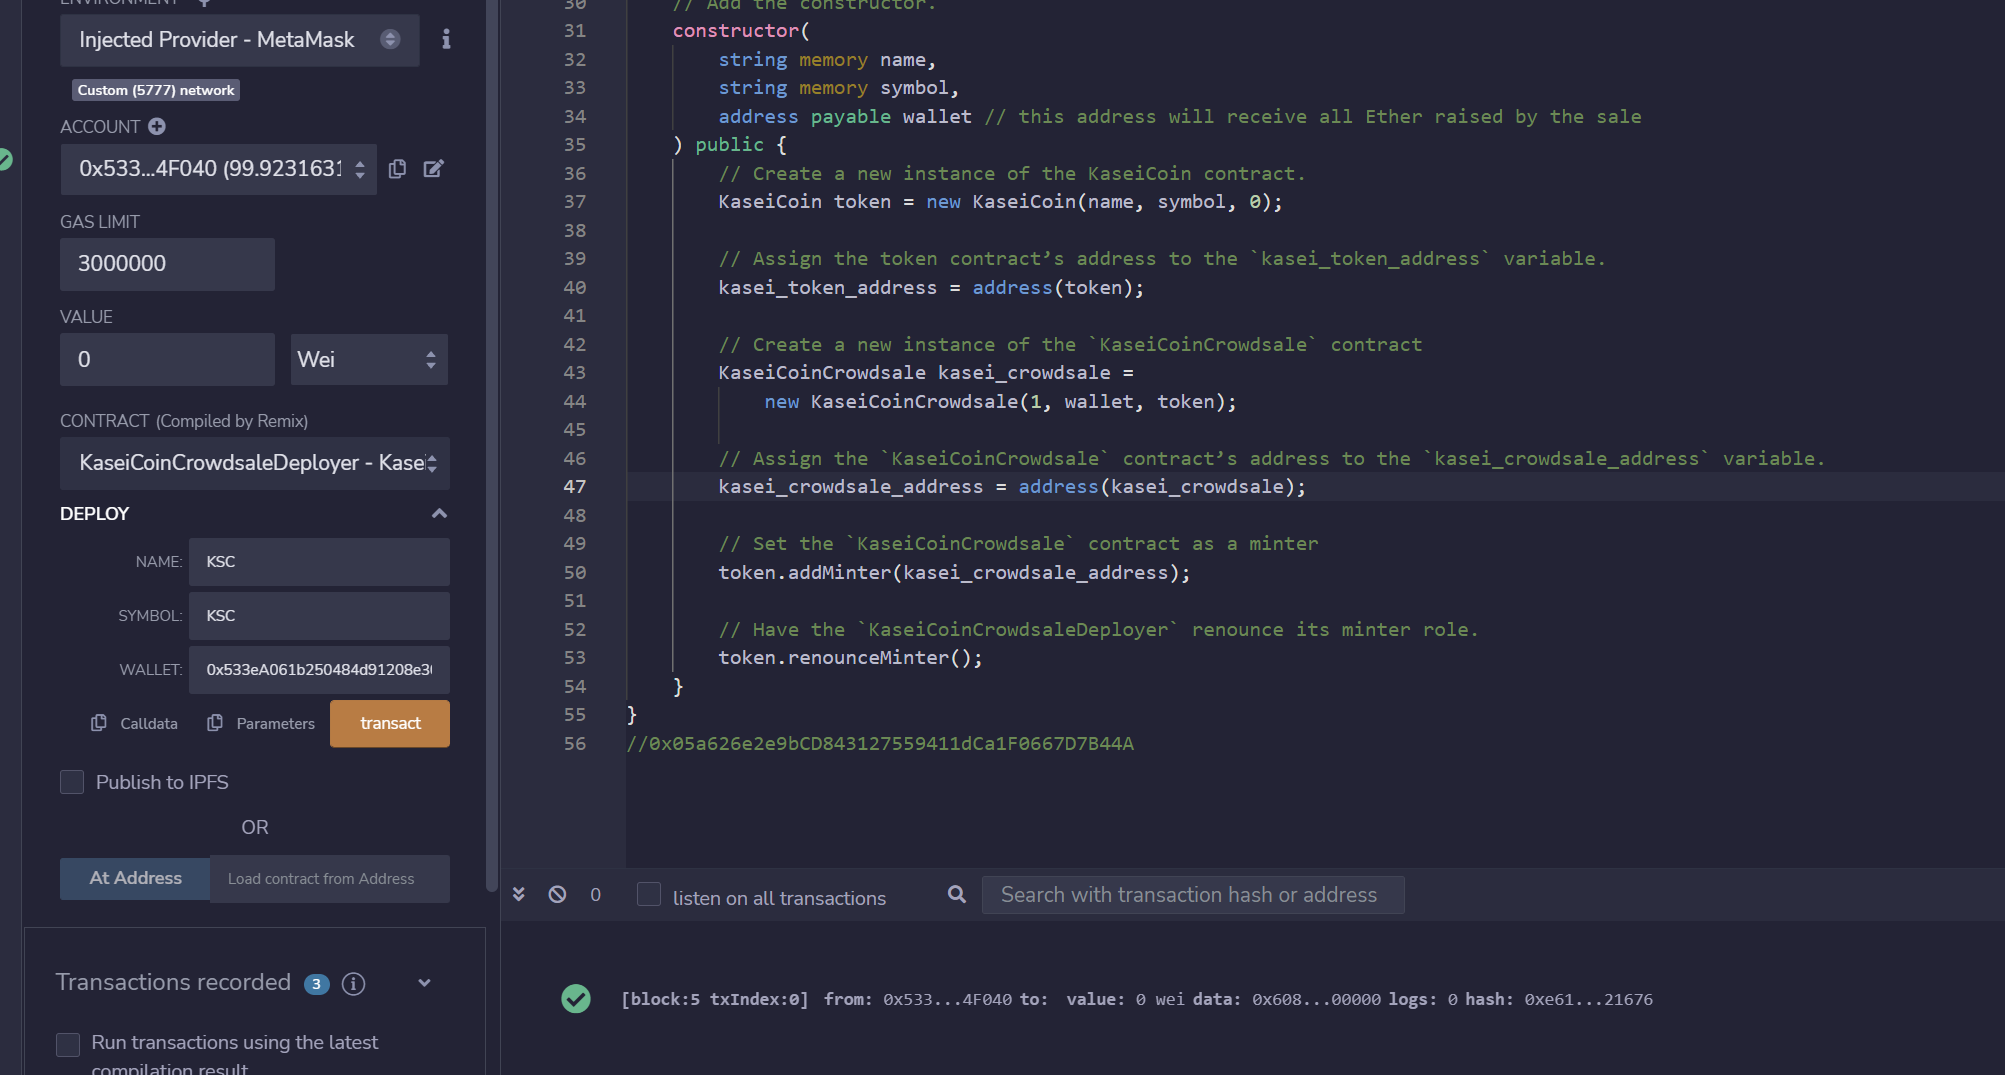 ENVIRONMENT
Injected Provider - MetaMask
Custom (5777) network
ACCOUNT
0x533...4F040 (99.9231631
GAS LIMIT
3000000
VALUE
0
Wei
CONTRACT (Compiled by Remix)
KaseiCoinCrowdsaleDeployer - Kasei
DEPLOY
NAME:
KSC
SYMBOL:
KSC
WALLET:
0x533eA061b250484d91208e3
Calldata
Parameters
transact
Publish to IPFS
OR
At Address
Load contract from Address
Transactions recorded 3
Run transactions using the latest
compilation result
30 // Add the constructor.
31 constructor(
32 string memory name,
33 string memory symbol,
34 address payable wallet // this address will receive all Ether raised by the sale
35 ) public {
36 // Create a new instance of the KaseiCoin contract.
37 KaseiCoin token = new KaseiCoin(name, symbol, 0);
38
39 // Assign the token contract’s address to the `kasei_token_address` variable.
40 kasei_token_address = address(token);
41
42 // Create a new instance of the `KaseiCoinCrowdsale` contract
43 KaseiCoinCrowdsale kasei_crowdsale =
44 new KaseiCoinCrowdsale(1, wallet, token);
45
46 // Assign the `KaseiCoinCrowdsale` contract’s address to the `kasei_crowdsale_address` variable.
47 kasei_crowdsale_address = address(kasei_crowdsale);
48
49 // Set the `KaseiCoinCrowdsale` contract as a minter
50 token.addMinter(kasei_crowdsale_address);
51
52 // Have the `KaseiCoinCrowdsaleDeployer` renounce its minter role.
53 token.renounceMinter();
54 }
55 }
56 //0x05a626e2e9bCD843127559411dCa1F0667D7B44A
0
listen on all transactions
Search with transaction hash or address
[block:5 txIndex:0] from: 0x533...4F040 to: value: 0 wei data: 0x608...00000 logs: 0 hash: 0xe61...21676